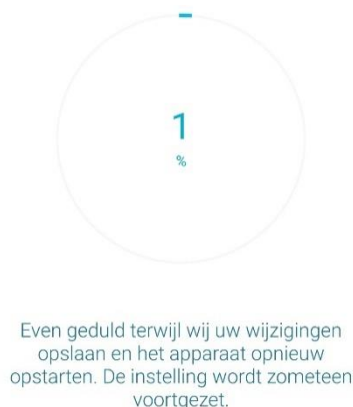 1
%
Even geduld terwijl wij uw wijzigingen
opslaan en het apparaat opnieuw
opstarten. De instelling wordt zometeen
voortgezet.